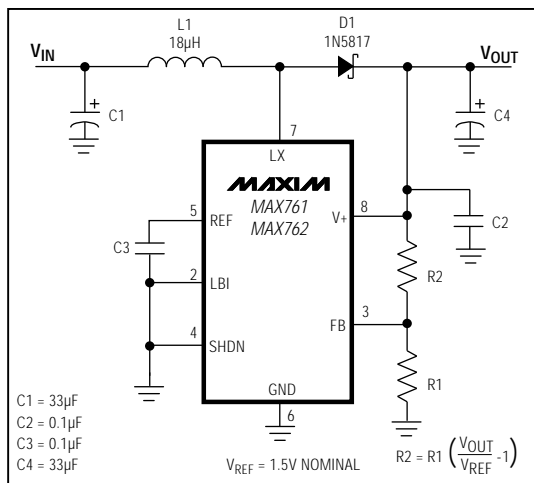 L1
18µH
D1
1N5817
VIN
VOUT
C1
C4
7
LX
MAXIM
MAX761
MAX762
5
REF
8
V+
C2
C3
2
LBI
R2
3
FB
4
SHDN
R1
GND
6
C1 = 33µF
C2 = 0.1µF
C3 = 0.1µF
C4 = 33µF
VREF = 1.5V NOMINAL
R2 = R1 (VOUT/VREF -1)